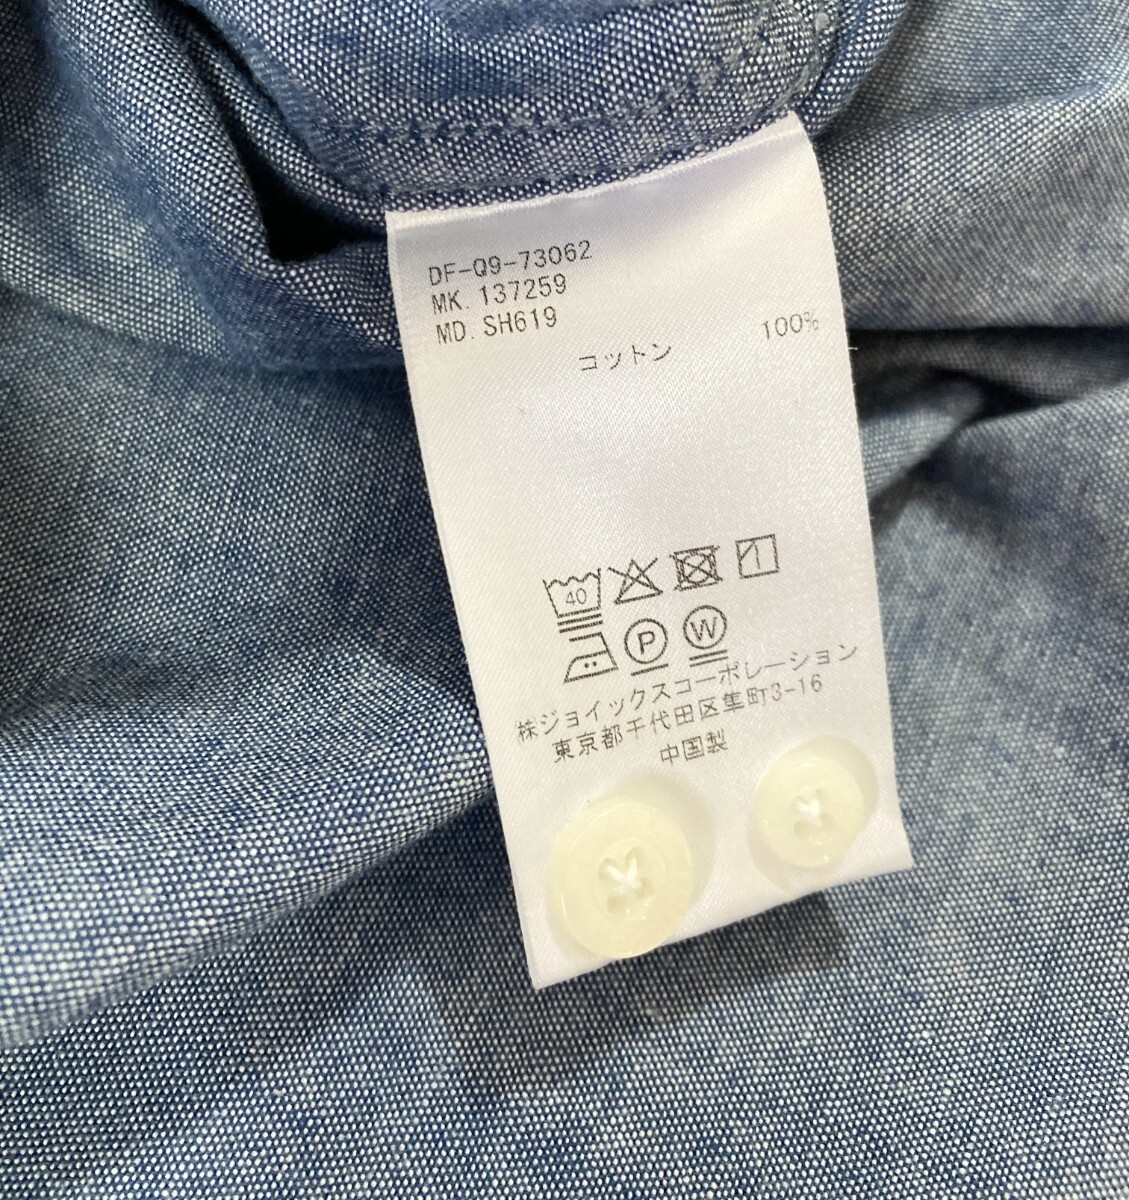 DF-Q9-73062
MK. 137259
MD. SH619
コットン 100%
40
P W
株ジョイックスコーポレーション
東京都千代田区隼町3-16
中国製